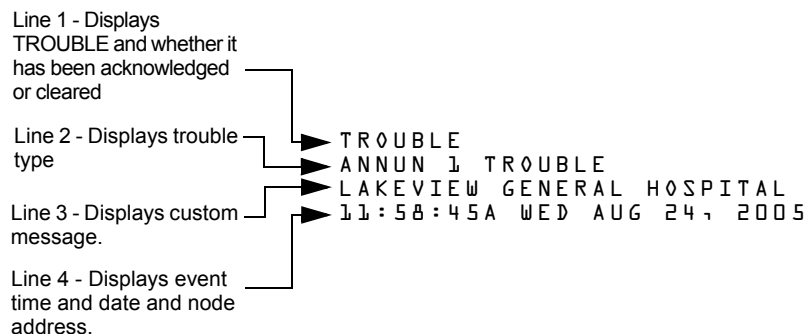 Line 1 - Displays
TROUBLE and whether it
has been acknowledged
or cleared
Line 2 - Displays trouble
type
Line 3 - Displays custom
message.
Line 4 - Displays event
time and date and node
address.
TROUBLE
ANNUN 1 TROUBLE
LAKEVIEW GENERAL HOSPITAL
11:58:45A WED AUG 24, 2005